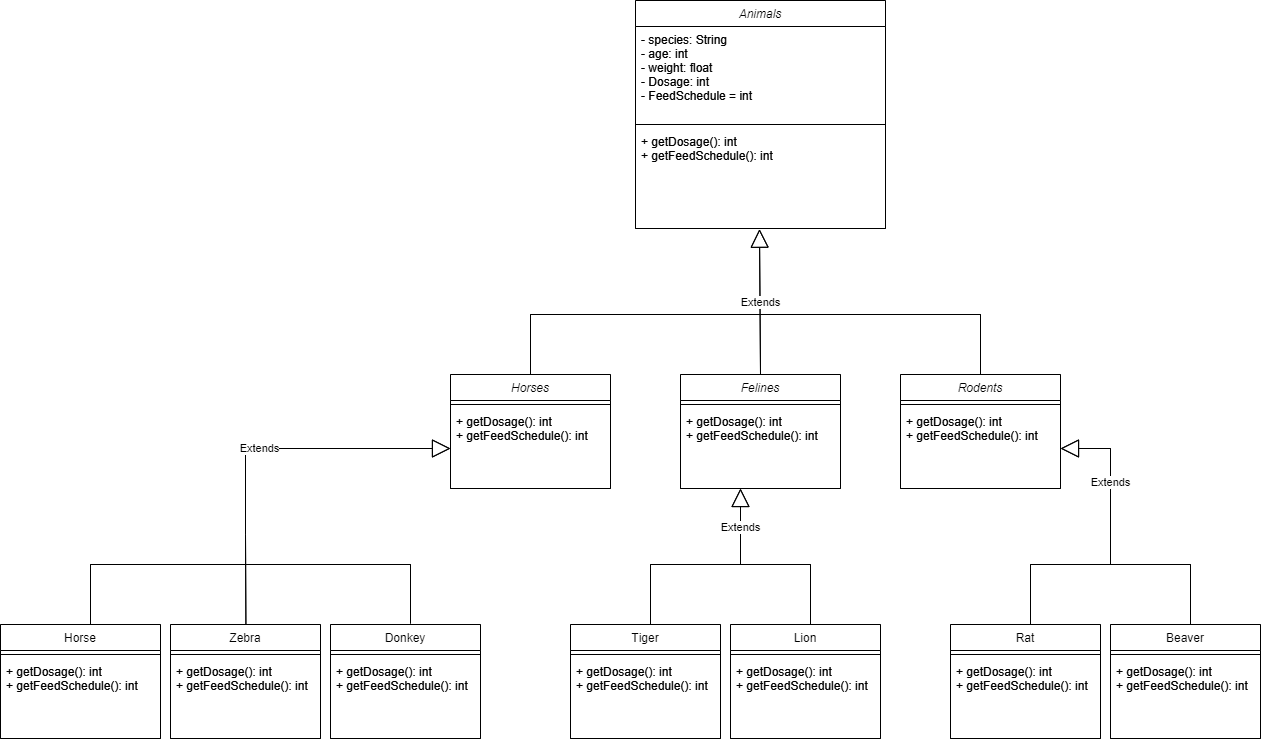 Animals
- species: String
- age: int
- weight: float
- Dosage: int
- FeedSchedule = int
+ getDosage(): int
+ getFeedSchedule(): int
Extends
Horses
+ getDosage(): int
+ getFeedSchedule(): int
Felines
+ getDosage(): int
+ getFeedSchedule(): int
Rodents
+ getDosage(): int
+ getFeedSchedule(): int
Extends
Extends
Extends
Horse
+ getDosage(): int
+ getFeedSchedule(): int
Zebra
+ getDosage(): int
+ getFeedSchedule(): int
Donkey
+ getDosage(): int
+ getFeedSchedule(): int
Tiger
+ getDosage(): int
+ getFeedSchedule(): int
Lion
+ getDosage(): int
+ getFeedSchedule(): int
Rat
+ getDosage(): int
+ getFeedSchedule(): int
Beaver
+ getDosage(): int
+ getFeedSchedule(): int